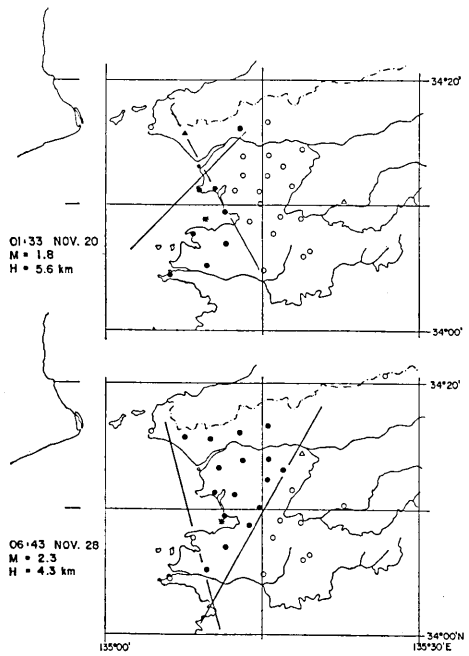 34°20'
01:33 NOV. 20
M = 1.8
H = 5.6 km
34°00'
34°20'
06:43 NOV. 28
M = 2.3
H = 4.3 km
34°00'N
135°00'
135°30'E